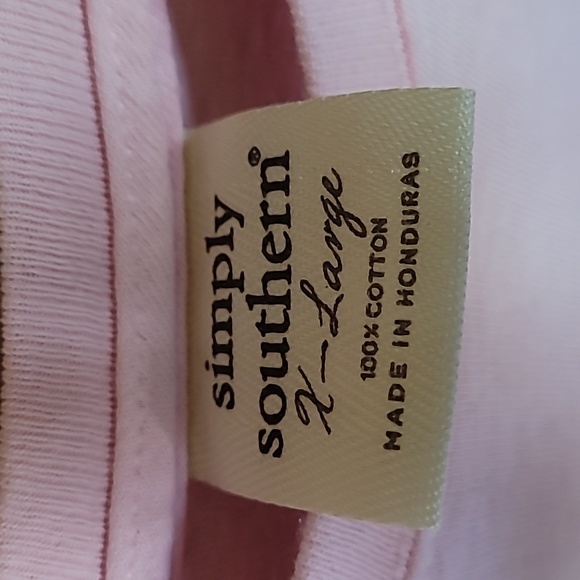 simply
southern®
X-Large
100% COTTON
MADE IN HONDURAS